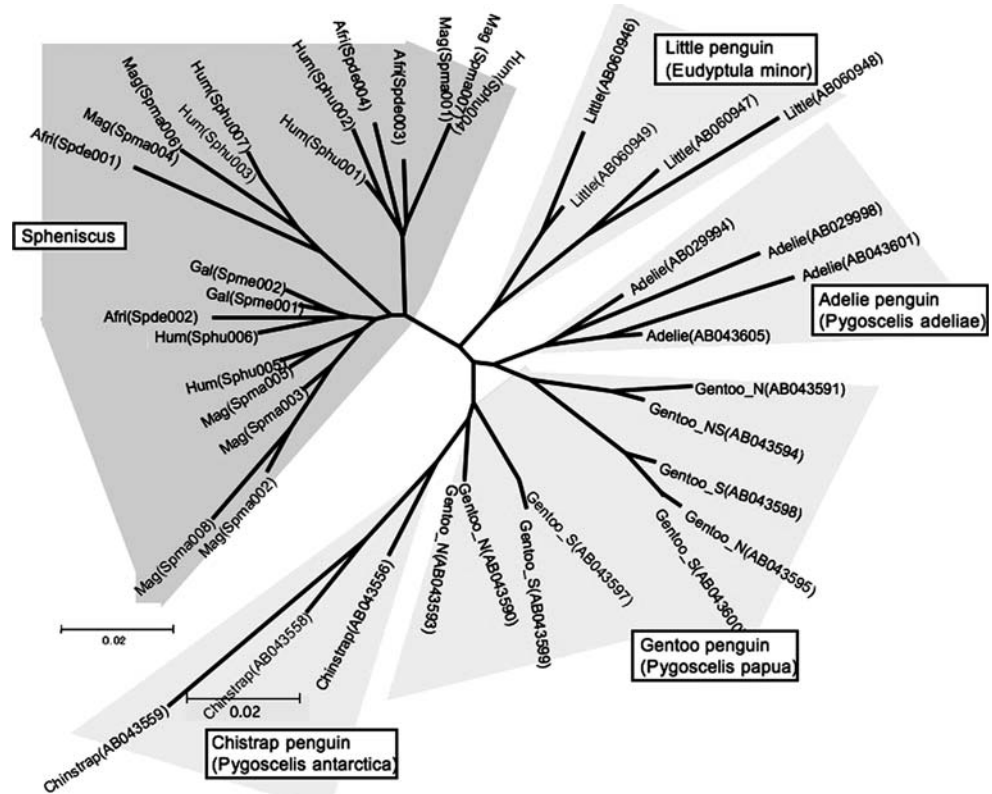 Afri(Spde001)
Mag(Spma004)
Mag(Spma006)
Hum(Sphu003)
Hum(Sphu007)
Hum(Sphu001)
Hum(Sphu002)
Afri(Spde004)
Afri(Spde003)
Mag(Spma001)
Mag (Spma007)
Hum(Sphu004)
Spheniscus
Gal(Spme002)
Gal(Spme001)
Afri(Spde002)
Hum(Sphu006)
Hum(Sphu005)
Mag(Spma005)
Mag(Spma003)
Mag(Spma002)
Mag(Spma008)
0.02
Little(AB060946)
Little(AB060949)
Little(AB060947)
Little(AB060948)
Little penguin
(Eudyptula minor)
Adelie(AB029994)
Adelie(AB029998)
Adelie(AB043601)
Adelie(AB043605)
Adelie penguin
(Pygoscelis adeliae)
Gentoo_N(AB043591)
Gentoo_NS(AB043594)
Gentoo_S(AB043598)
Gentoo_N(AB043595)
Gentoo_S(AB043600)
Gentoo_S(AB043597)
Gentoo_S(AB043599)
Gentoo_N(AB043590)
Gentoo_N(AB043593)
Gentoo penguin
(Pygoscelis papua)
Chinstrap(AB043556)
Chinstrap(AB043558)
Chinstrap(AB043559)
0.02
Chistrap penguin
(Pygoscelis antarctica)